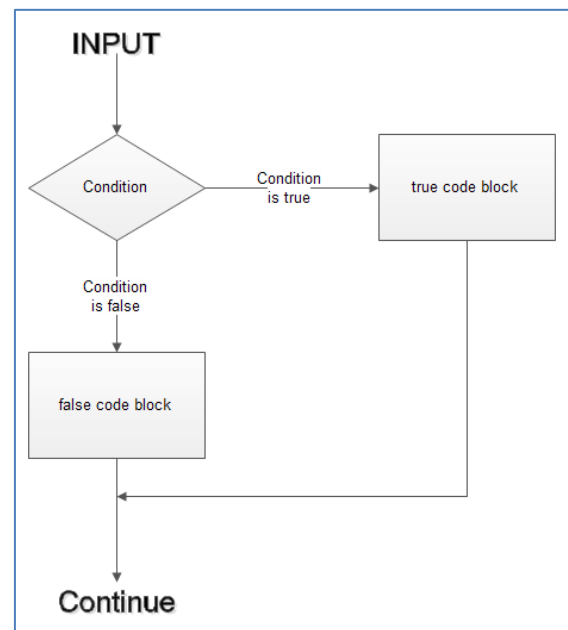 INPUT
Condition
Condition
is true
true code block
Condition
is false
false code block
Continue